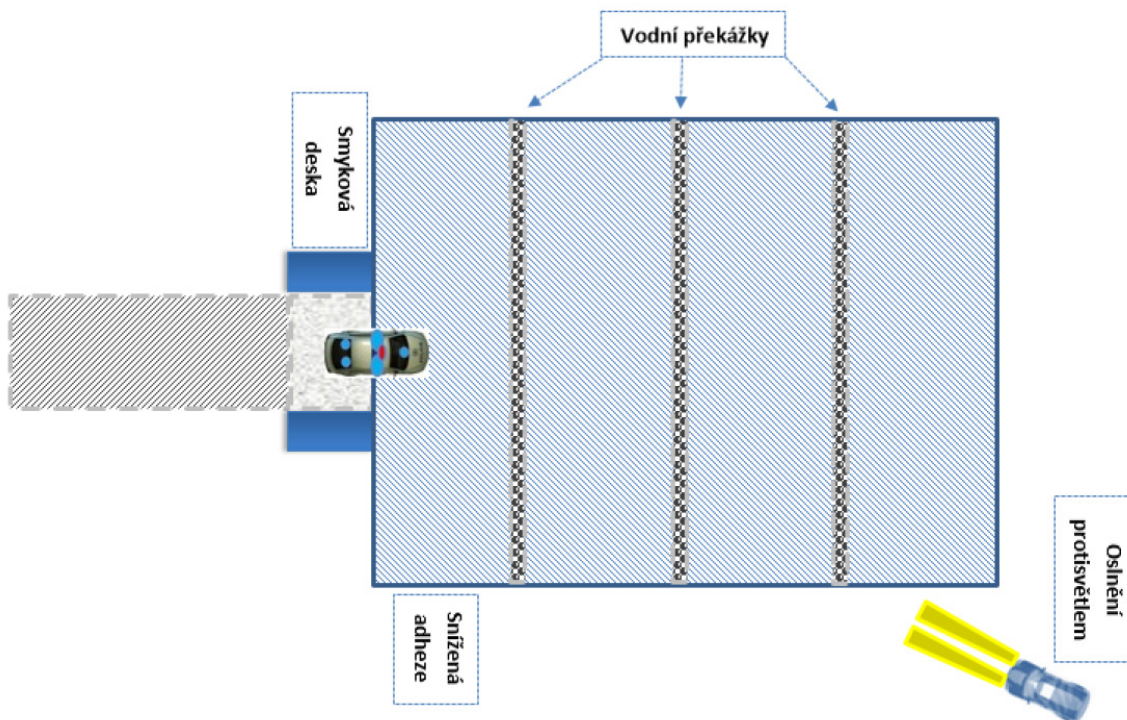 Vodní překážky
Smyková
deska
Snížená
adheze
Oslnění
protisvětlem